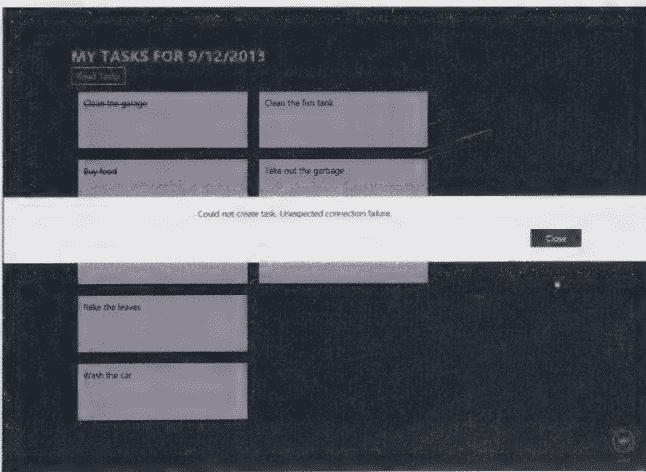 MY TASKS FOR 9/12/2013
Read Tasks
Clean the garage
Clean the fish tank
Buy food
Take out the garbage
Could not create task. Unexpected connection failure.
Close
Rake the leaves
Wash the car